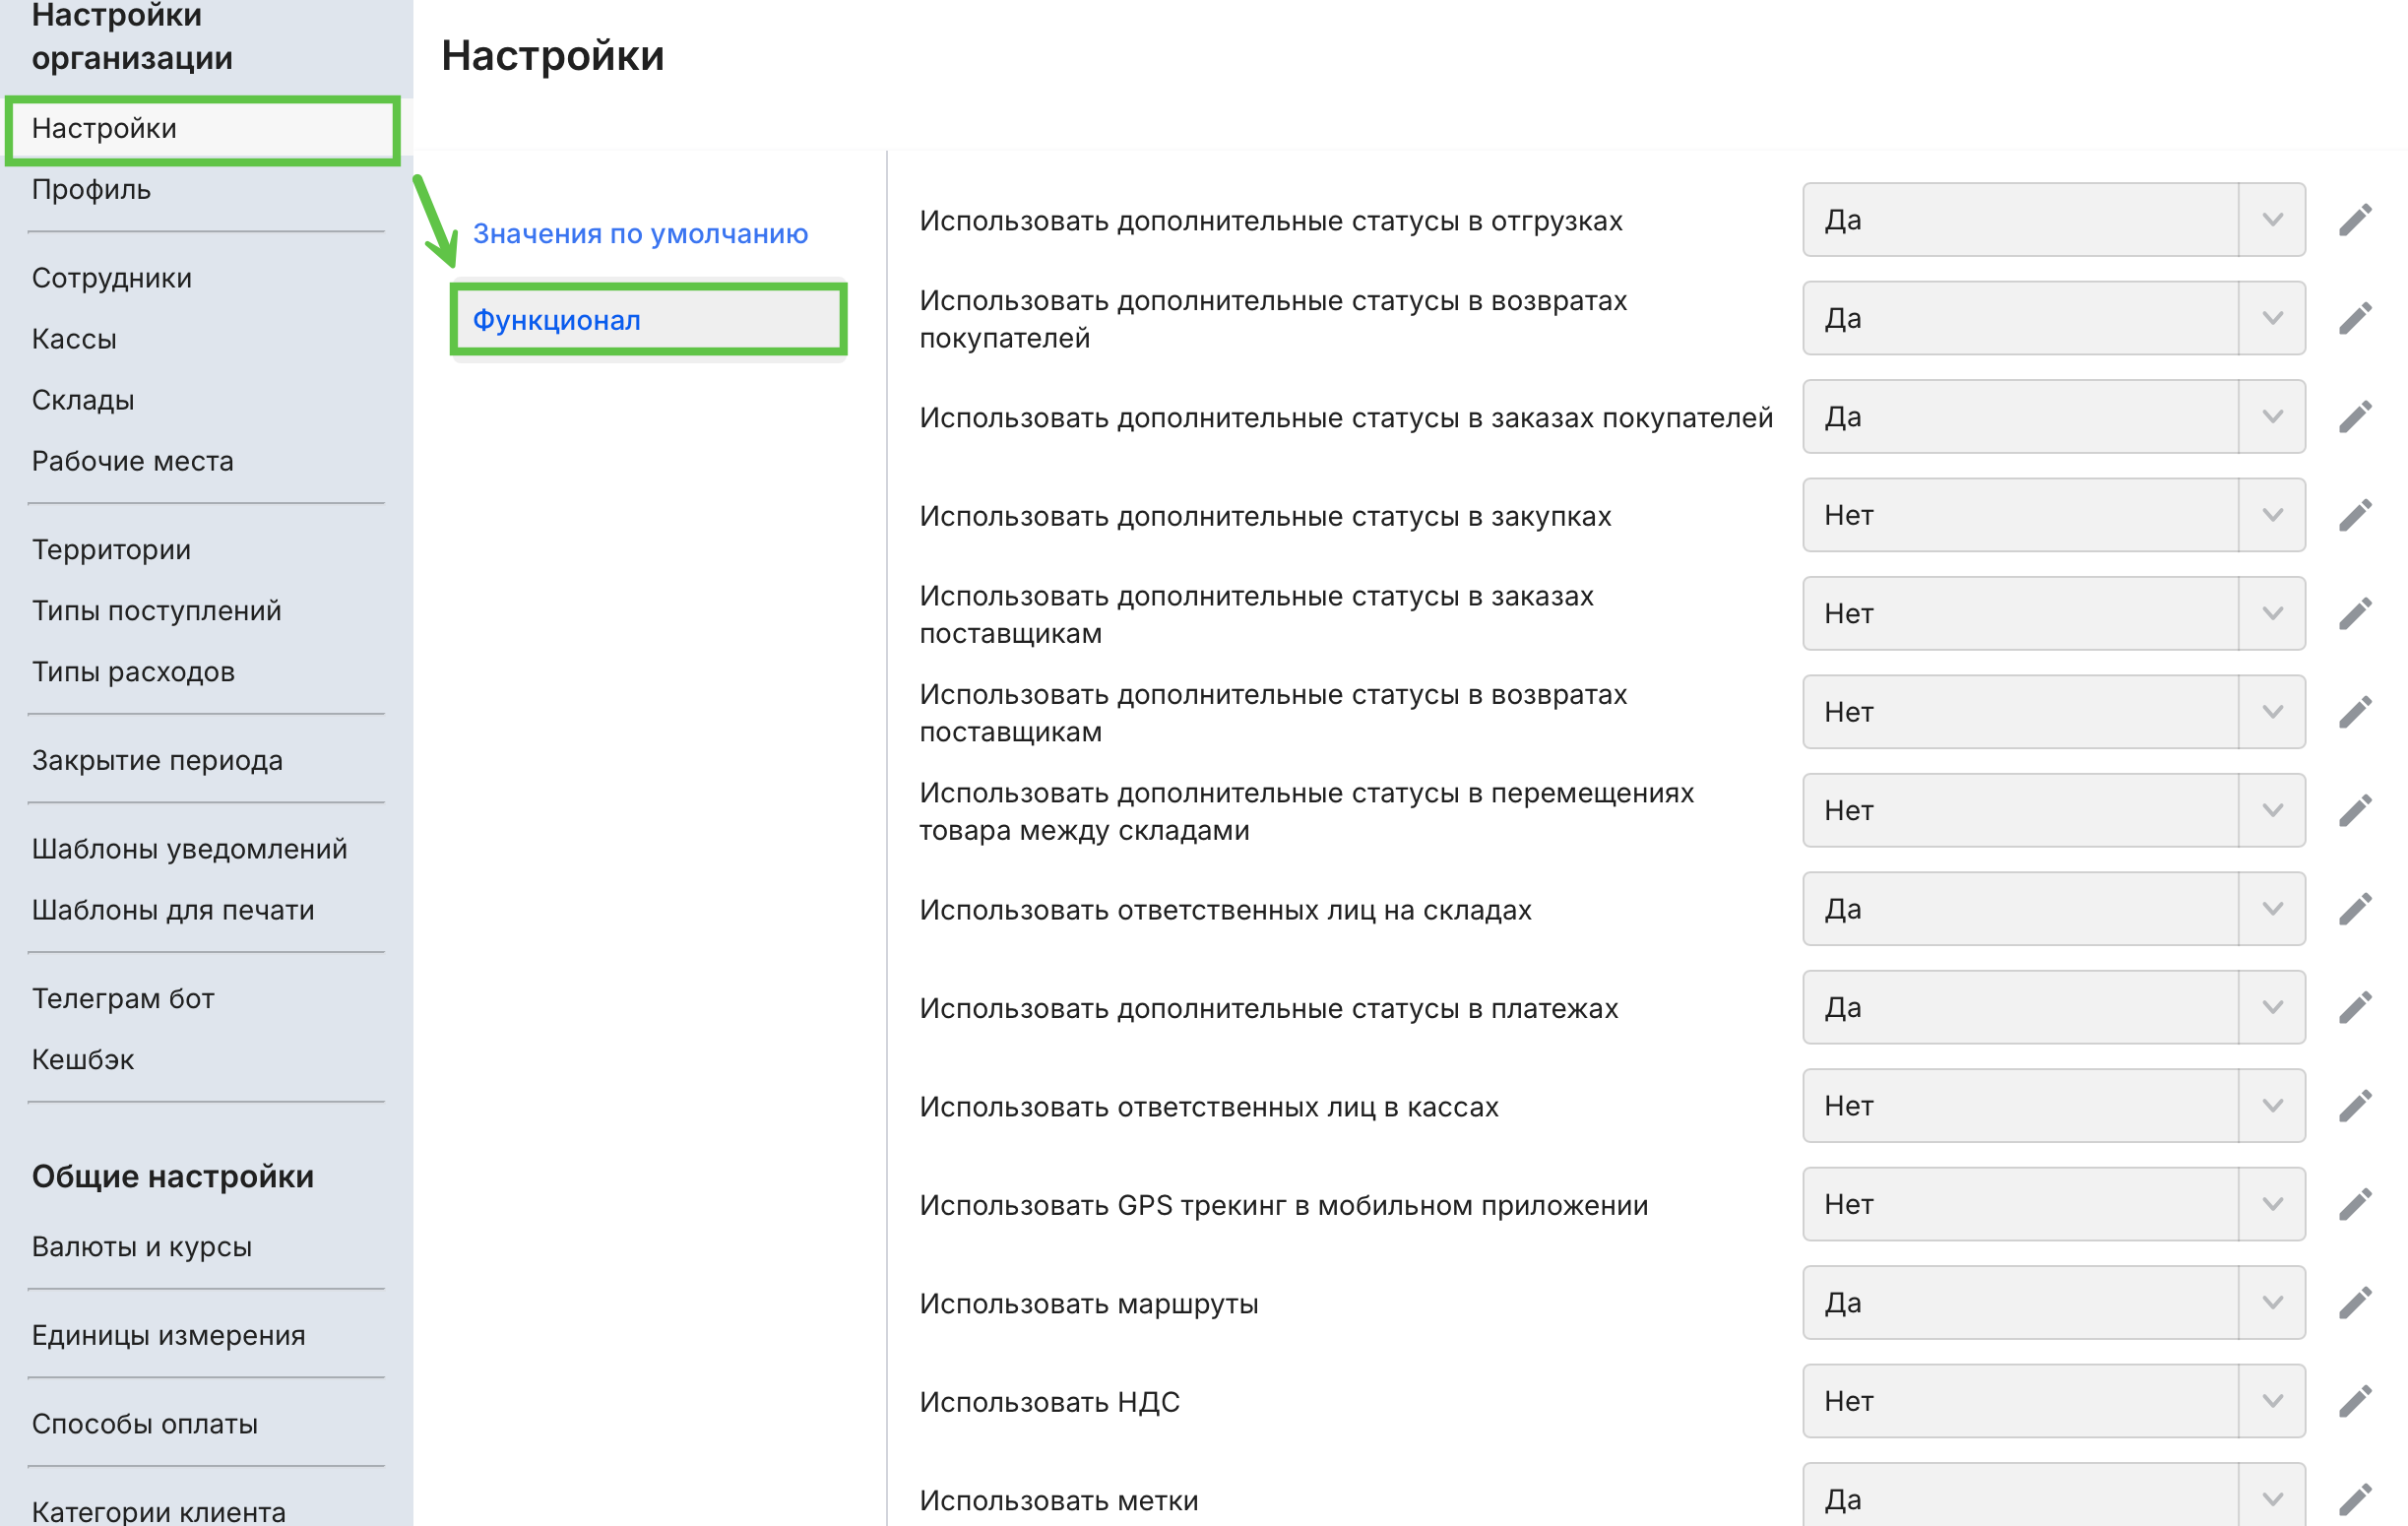 Настройки
организации
Настройки
Профиль
Сотрудники
Кассы
Склады
Рабочие места
Территории
Типы поступлений
Типы расходов
Закрытие периода
Шаблоны уведомлений
Шаблоны для печати
Телеграм бот
Кешбэк
Общие настройки
Валюты и курсы
Единицы измерения
Способы оплаты
Категории клиента
Настройки
Значения по умолчанию
Функционал
Использовать дополнительные статусы в отгрузках
Да
Использовать дополнительные статусы в возвратах
покупателей
Да
Использовать дополнительные статусы в заказах покупателей
Да
Использовать дополнительные статусы в закупках
Нет
Использовать дополнительные статусы в заказах
поставщикам
Нет
Использовать дополнительные статусы в возвратах
поставщикам
Нет
Использовать дополнительные статусы в перемещениях
товара между складами
Нет
Использовать ответственных лиц на складах
Да
Использовать дополнительные статусы в платежах
Да
Использовать ответственных лиц в кассах
Нет
Использовать GPS трекинг в мобильном приложении
Нет
Использовать маршруты
Да
Использовать НДС
Нет
Использовать метки
Да